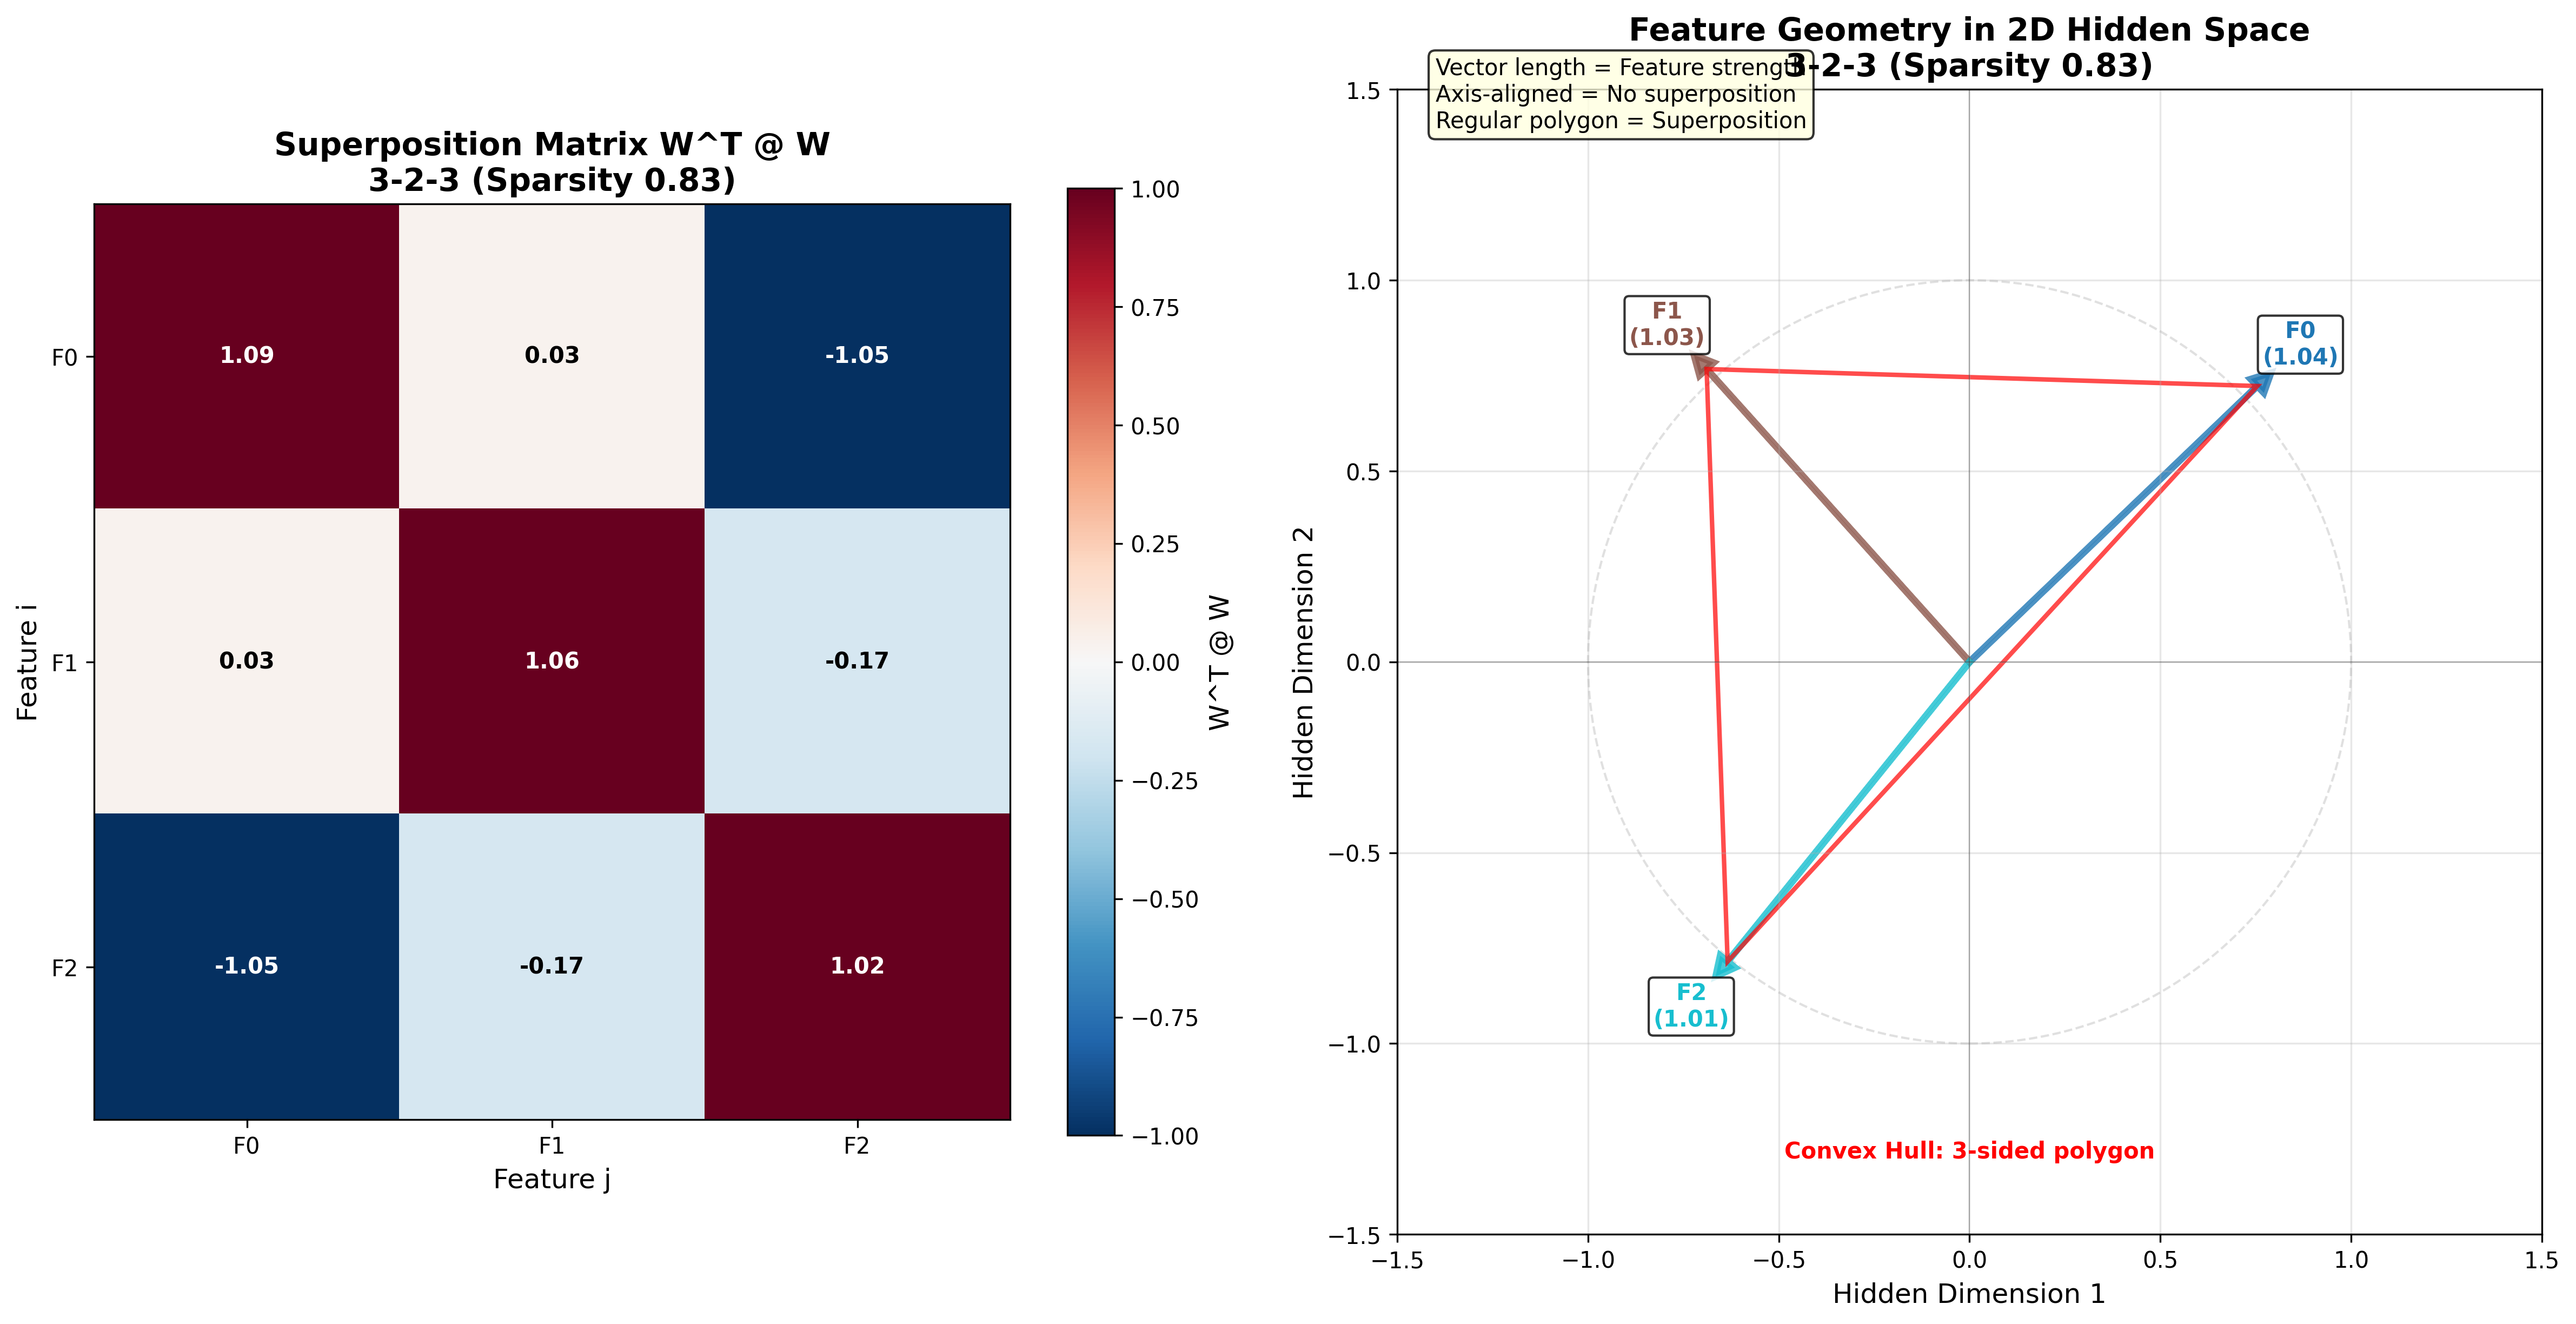 Superposition Matrix W^T @ W
3-2-3 (Sparsity 0.83)
Feature i
F0
F1
F2
1.09
0.03
-1.05
0.03
1.06
-0.17
-1.05
-0.17
1.02
F0
F1
F2
Feature j
1.00
0.75
0.50
0.25
0.00
−0.25
−0.50
−0.75
−1.00
W^T @ W
Feature Geometry in 2D Hidden Space
3-2-3 (Sparsity 0.83)
Vector length = Feature strength
Axis-aligned = No superposition
Regular polygon = Superposition
Hidden Dimension 2
1.5
1.0
0.5
0.0
−0.5
−1.0
−1.5
F1
(1.03)
F0
(1.04)
F2
(1.01)
Convex Hull: 3-sided polygon
−1.5
−1.0
−0.5
0.0
0.5
1.0
1.5
Hidden Dimension 1